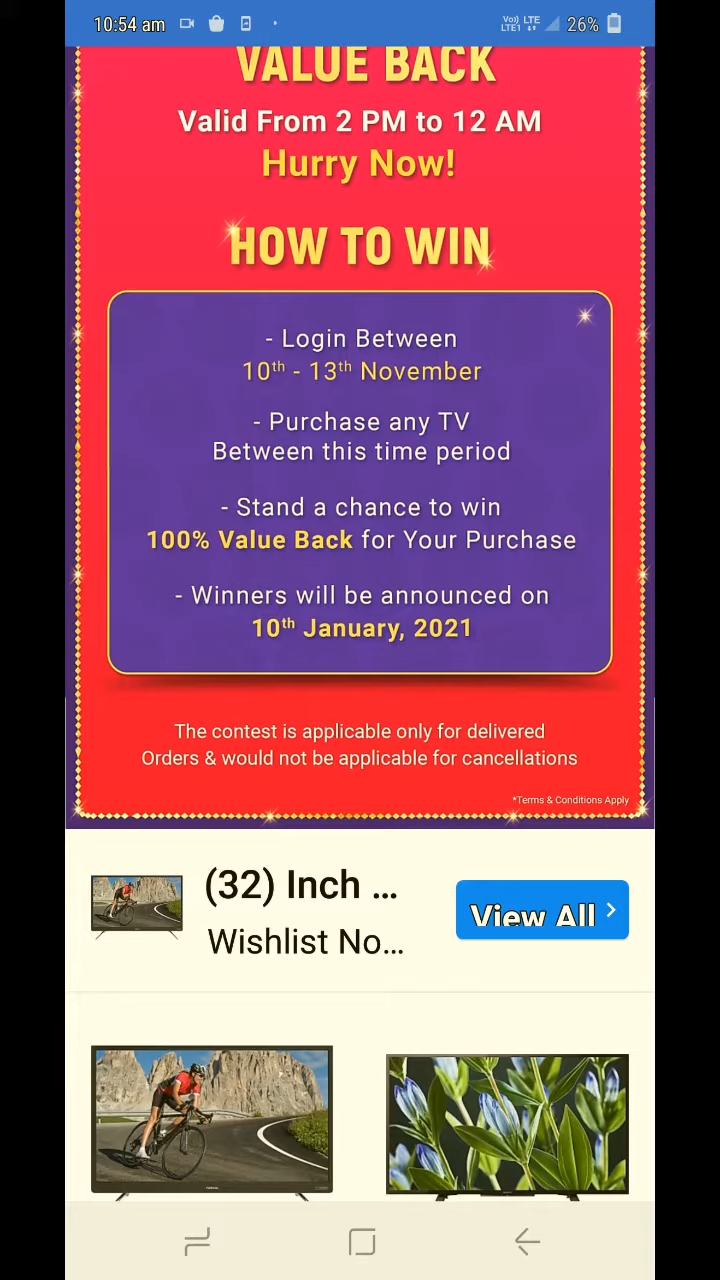 10:54 am
Vo) LTE
LTE1
26%
VALUE BACK
Valid From 2 PM to 12 AM
Hurry Now!
HOW TO WIN
- Login Between
10th - 13th November
- Purchase any TV
Between this time period
- Stand a chance to win
100% Value Back for Your Purchase
- Winners will be announced on
10th January, 2021
The contest is applicable only for delivered
Orders & would not be applicable for cancellations
*Terms & Conditions Apply
(32) Inch ...
Wishlist No...
View All